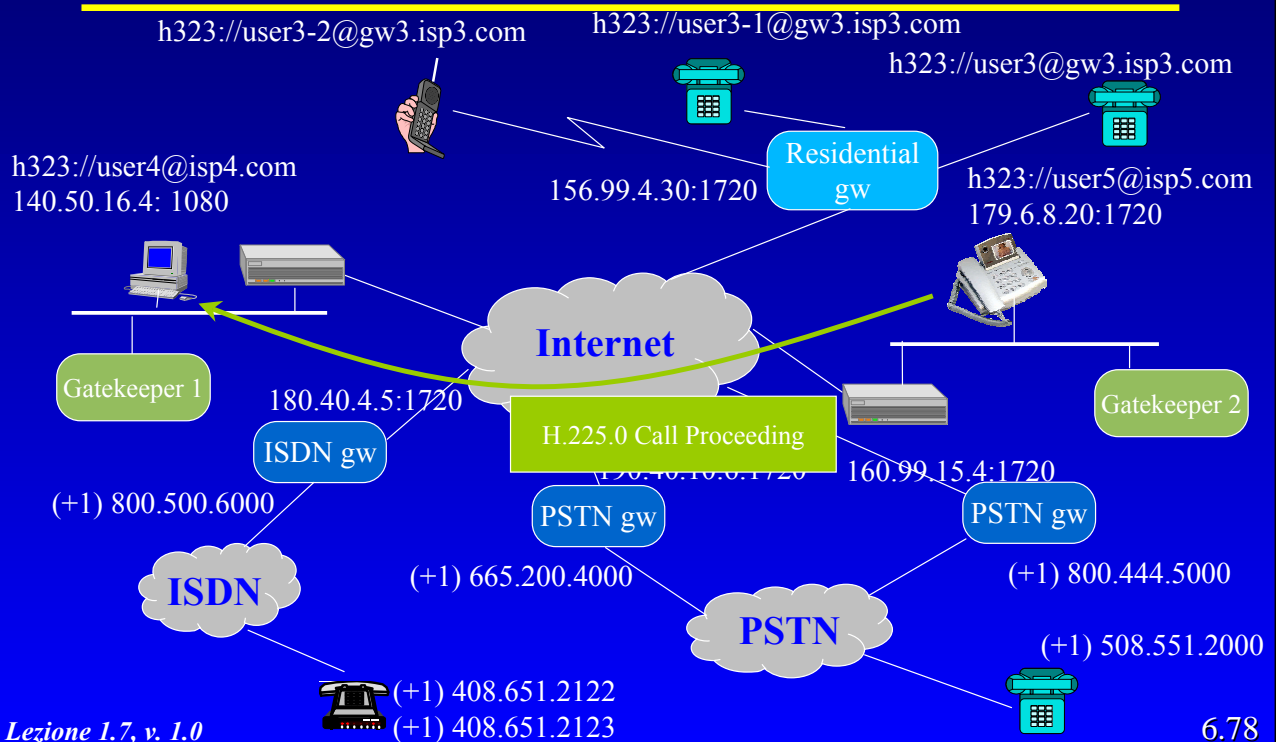 h323://user3-2@gw3.isp3.com
h323://user3-1@gw3.isp3.com
h323://user3@gw3.isp3.com
Residential
gw
h323://user4@isp4.com
140.50.16.4: 1080
156.99.4.30:1720
h323://user5@isp5.com
179.6.8.20:1720
Internet
Gatekeeper 1
180.40.4.5:1720
Gatekeeper 2
H.225.0 Call Proceeding
ISDN gw
160.99.15.4:1720
(+1) 800.500.6000
PSTN gw
PSTN gw
(+1) 665.200.4000
(+1) 800.444.5000
ISDN
PSTN
(+1) 508.551.2000
(+1) 408.651.2122
(+1) 408.651.2123
Lezione 1.7, v. 1.0
6.78